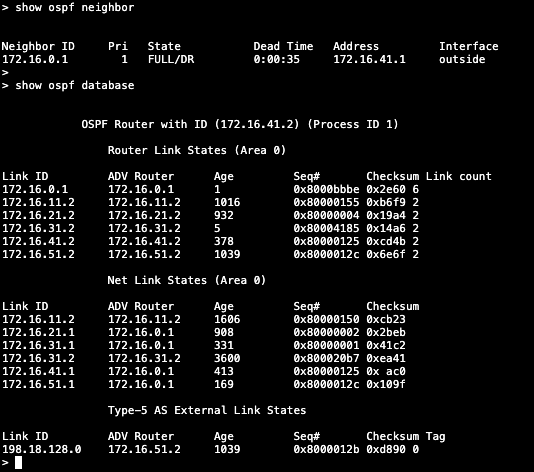 > show ospf neighbor
Neighbor ID     Pri   State           Dead Time   Address         Interface
172.16.0.1        1   FULL/DR         0:00:35     172.16.41.1     outside
>
> show ospf database
OSPF Router with ID (172.16.41.2) (Process ID 1)
Router Link States (Area 0)
Link ID         ADV Router      Age         Seq#       Checksum Link count
172.16.0.1      172.16.0.1      1           0x8000bbbe 0x2e60 6
172.16.11.2     172.16.11.2     1016        0x80000155 0xb6f9 2
172.16.21.2     172.16.21.2     932         0x80000004 0x19a4 2
172.16.31.2     172.16.31.2     5           0x80004185 0x14a6 2
172.16.41.2     172.16.41.2     378         0x80000125 0xcd4b 2
172.16.51.2     172.16.51.2     1039        0x8000012c 0x6e6f 2
Net Link States (Area 0)
Link ID         ADV Router      Age         Seq#       Checksum
172.16.11.2     172.16.11.2     1606        0x80000150 0xcb23
172.16.21.1     172.16.0.1      908         0x80000002 0x2beb
172.16.31.1     172.16.0.1      331         0x80000001 0x41c2
172.16.31.2     172.16.31.2     3600        0x800020b7 0xea41
172.16.41.1     172.16.0.1      413         0x80000125 0x ac0
172.16.51.1     172.16.0.1      169         0x8000012c 0x109f
Type-5 AS External Link States
Link ID         ADV Router      Age         Seq#       Checksum Tag
198.18.128.0    172.16.51.2     1039        0x8000012b 0xd890 0
>